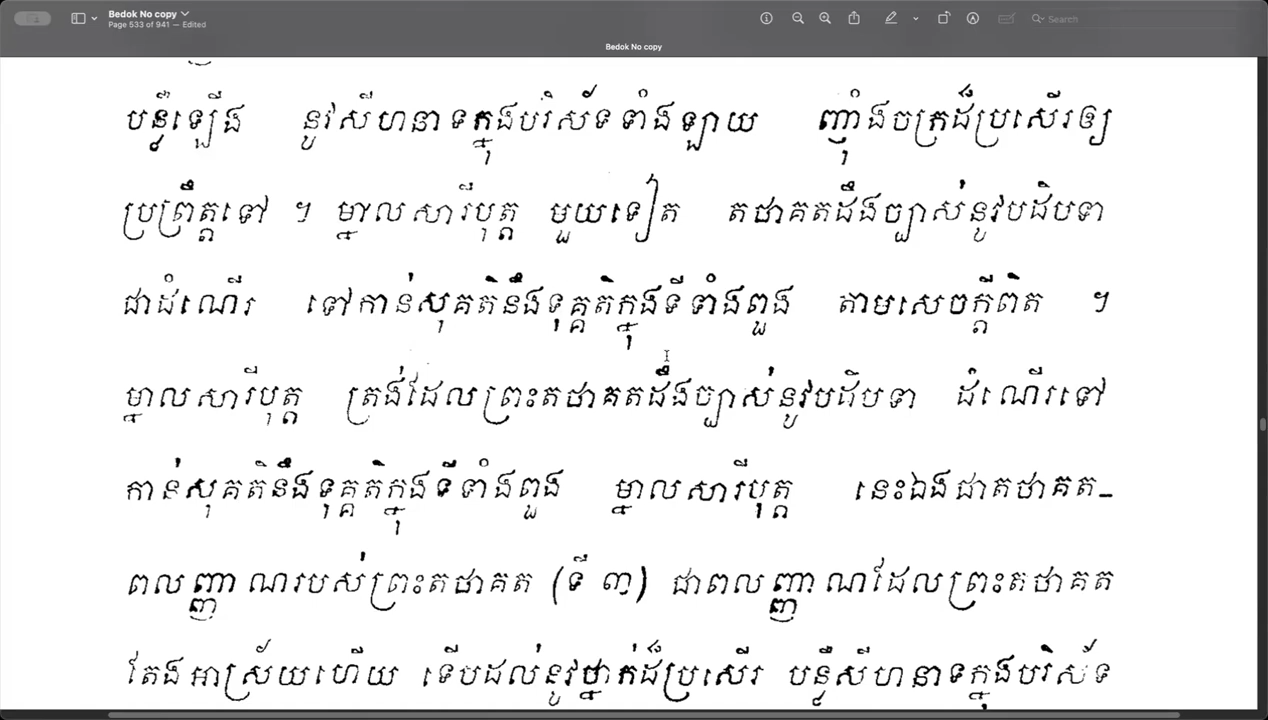 Bedok No copy
Page 533 of 941 — Edited
Search
Bedok No copy
បន្លឺឡើង នូវសីហនាទក្នុងបរិស័ទទាំងឡាយ ញ៉ាំងចក្រដ៏ប្រសើរឲ្យ
ប្រព្រឹត្តទៅ ។ ម្នាលសារីបុត្ត មួយទៀត តថាគតដឹងច្បាស់នូវបដិបទា
ជាដំណើរ ទៅកាន់សុគតិនឹងទុគ្គតិក្នុងទីទាំងពួង តាមសេចក្តីពិត ។
ម្នាលសារីបុត្ត ត្រង់ដែលព្រះតថាគតដឹងច្បាស់នូវបដិបទា ដំណើរទៅ
កាន់សុគតិនឹងទុគ្គតិក្នុងទីទាំងពួង ម្នាលសារីបុត្ត នេះឯងជាតថាគត–
ពលញ្ញាណរបស់ព្រះតថាគត (ទី ៣) ជាពលញ្ញាណដែលព្រះតថាគត
តែងអាស្រ័យហើយ ទើបដល់នូវថ្នាក់ដ៏ប្រសើរ បន្លឺសីហនាទក្នុងបរិស័ទ